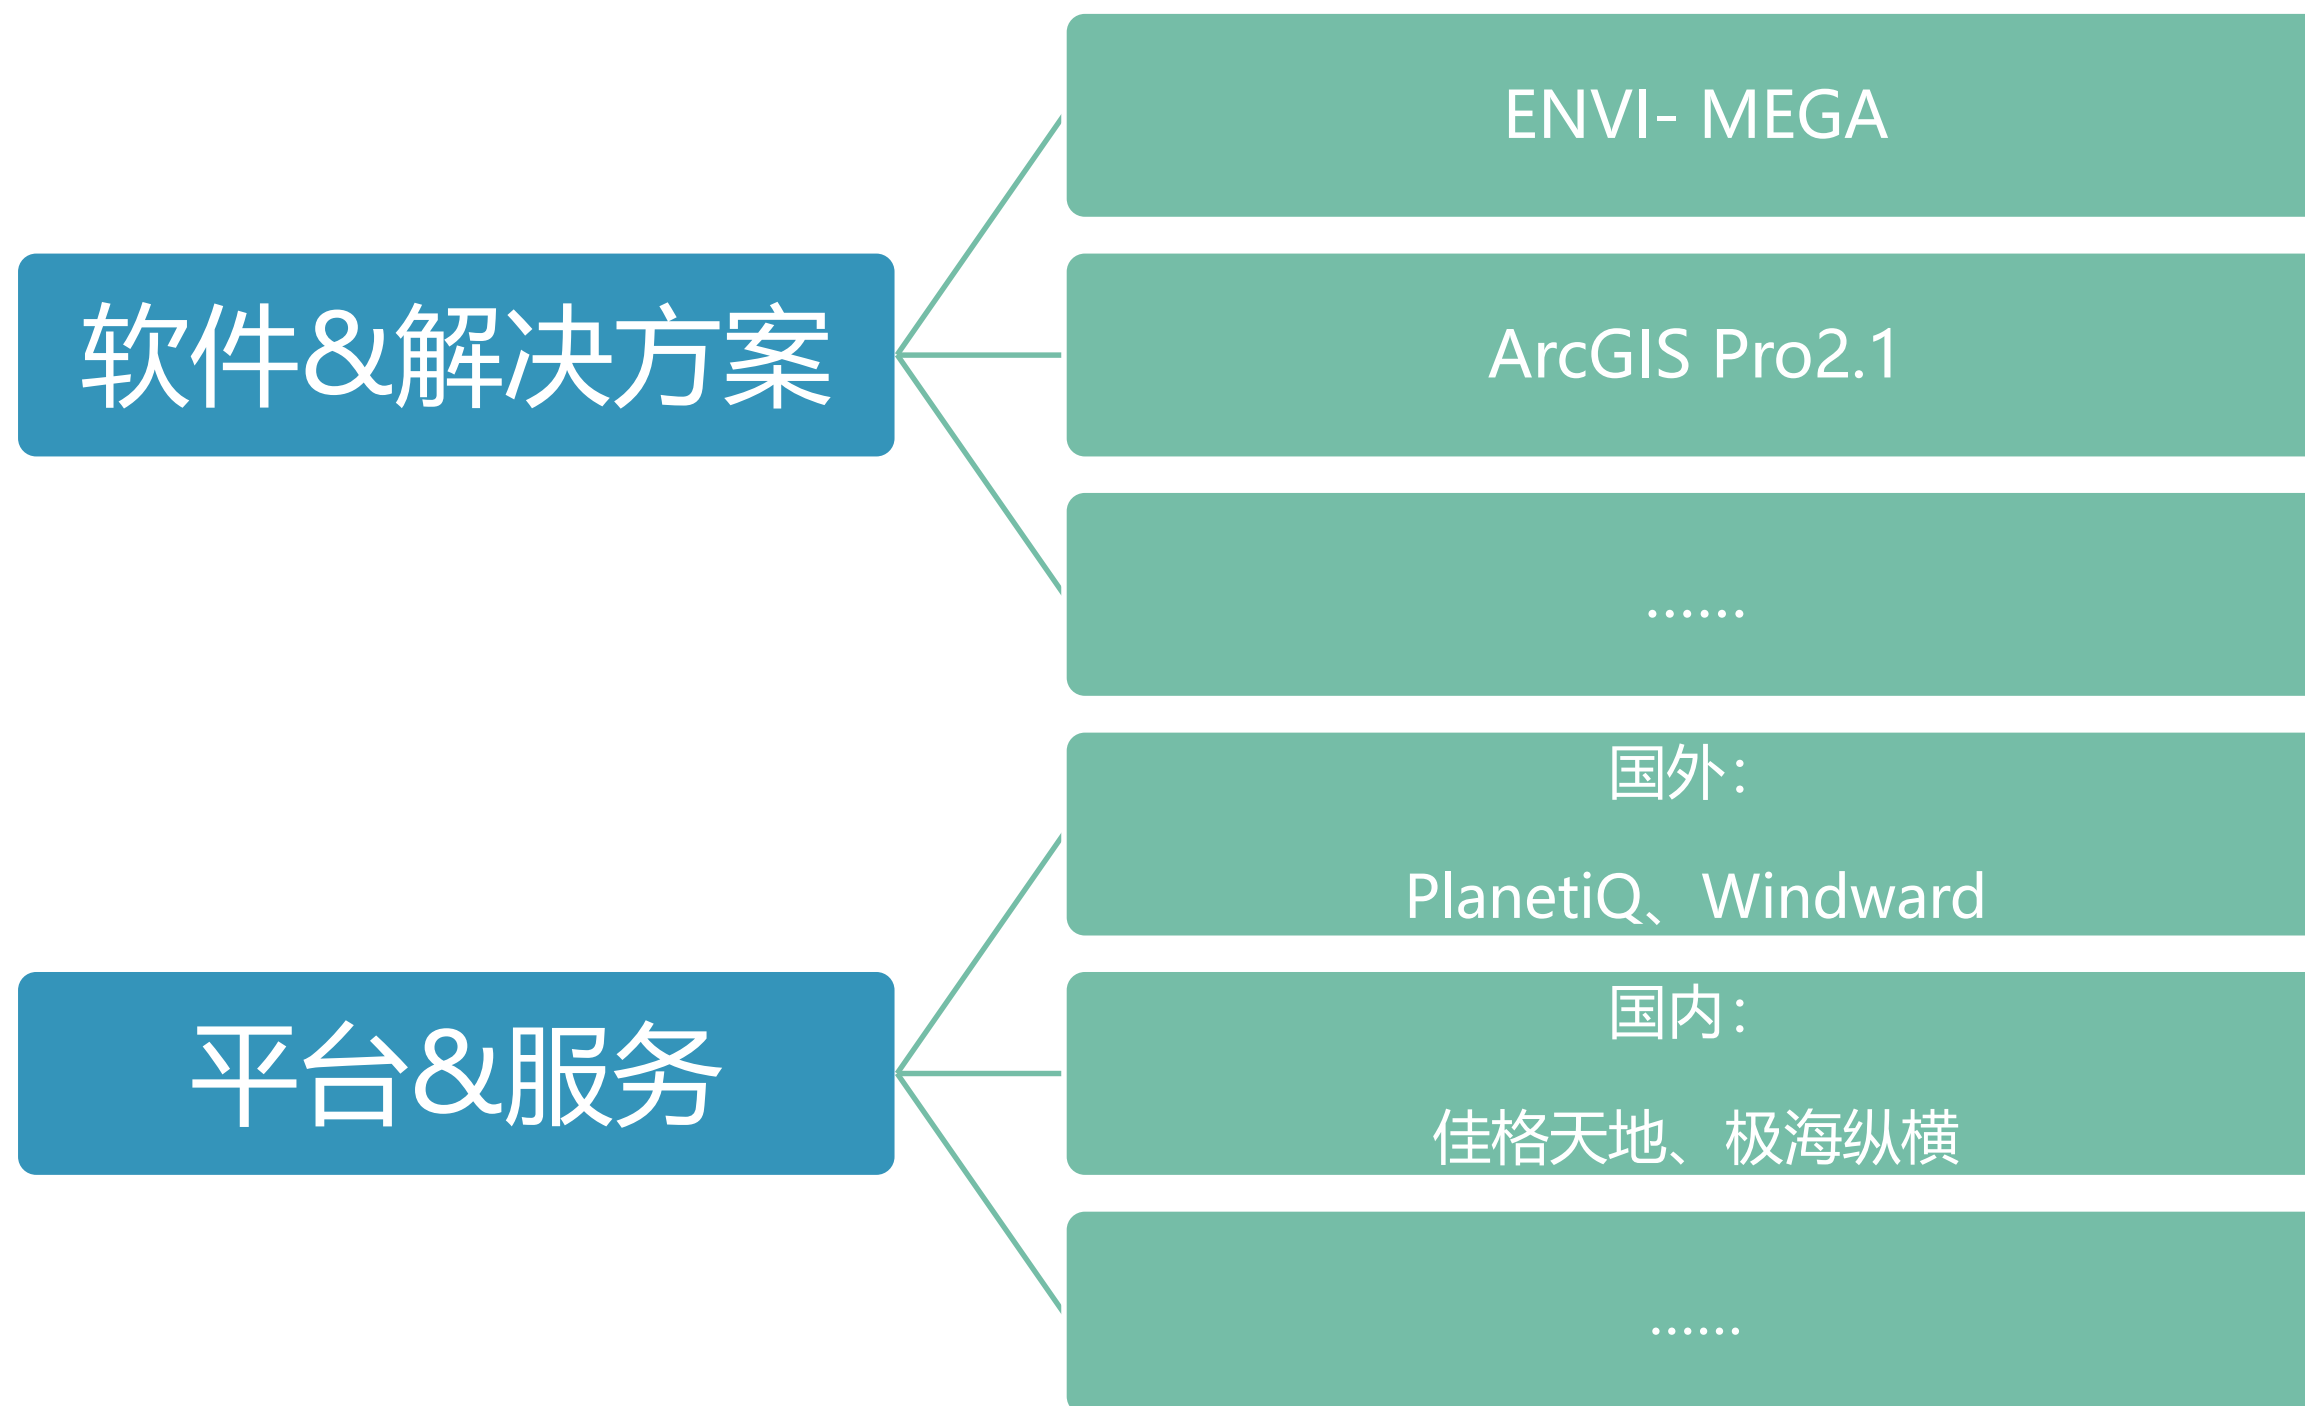 软件&解决方案
ENVI- MEGA
ArcGIS Pro2.1
……
平台&服务
国外：
PlanetiQ、 Windward
国内：
佳格天地、极海纵横
……